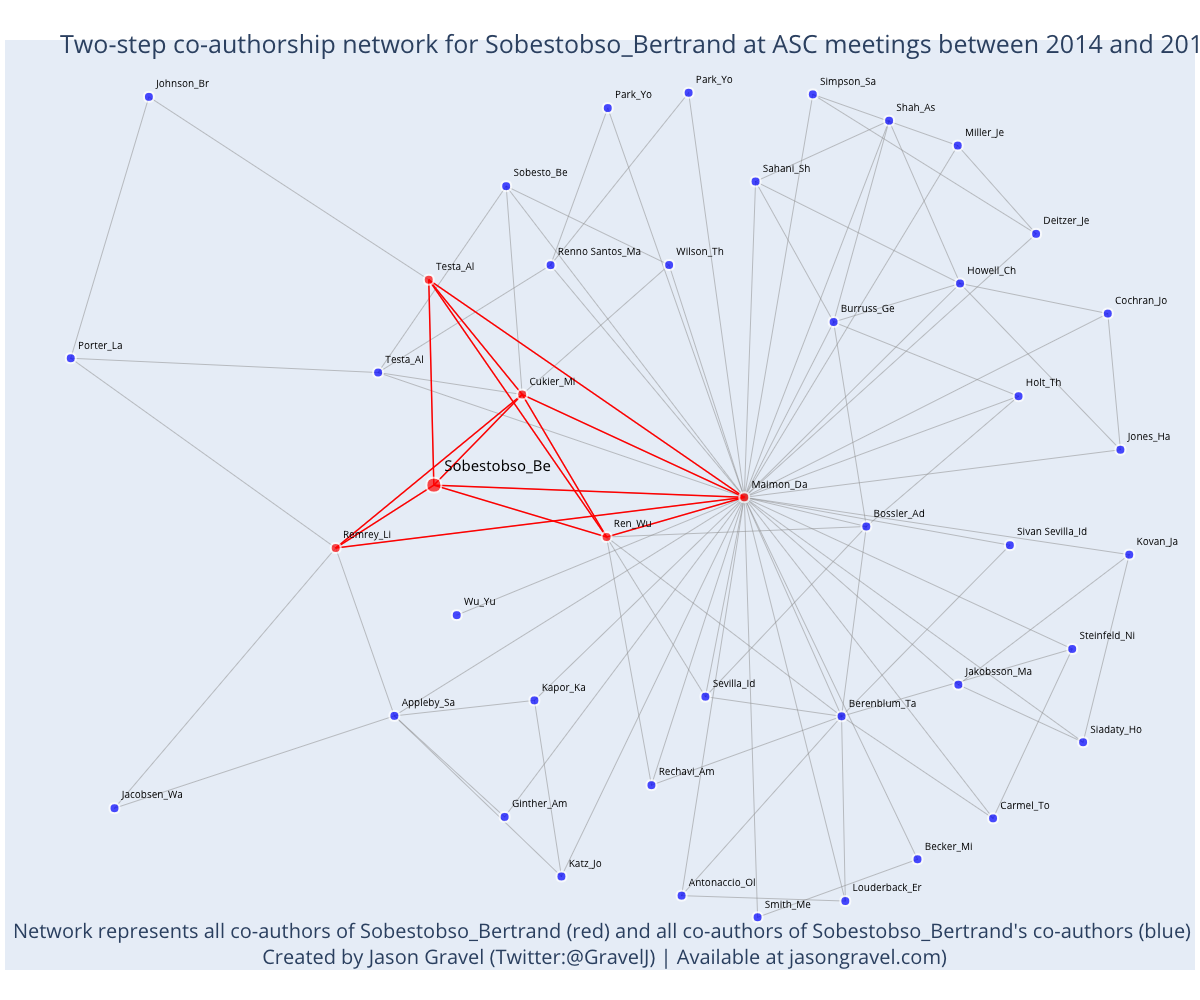 Two-step co-authorship network for Sobestobso_Bertrand at ASC meetings between 2014 and 201
Johnson_Br
Park_Yo
Park_Yo
Simpson_Sa
Shah_As
Miller_Je
Sahani_Sh
Sobesto_Be
Deitzer_Je
Testa_Al
Renno Santos_Ma
Wilson_Th
Howell_Ch
Cochran_Jo
Burruss_Ge
Porter_La
Testa_Al
Cukier_Mi
Holt_Th
Jones_Ha
Sobestobso_Be
Maimon_Da
Remrey_Li
Ren_Wu
Bossler_Ad
Sivan Sevilla_Id
Kovan_Ja
Wu_Yu
Steinfeld_Ni
Jakobsson_Ma
Appleby_Sa
Kapor_Ka
Sevilla_Id
Berenblum_Ta
Siadaty_Ho
Rechavi_Am
Jacobsen_Wa
Ginther_Am
Carmel_To
Katz_Jo
Becker_Mi
Antonaccio_Ol
Louderback_Er
Smith_Me
Network represents all co-authors of Sobestobso_Bertrand (red) and all co-authors of Sobestobso_Bertrand's co-authors (blue)
Created by Jason Gravel (Twitter:@GravelJ) | Available at jasongravel.com)